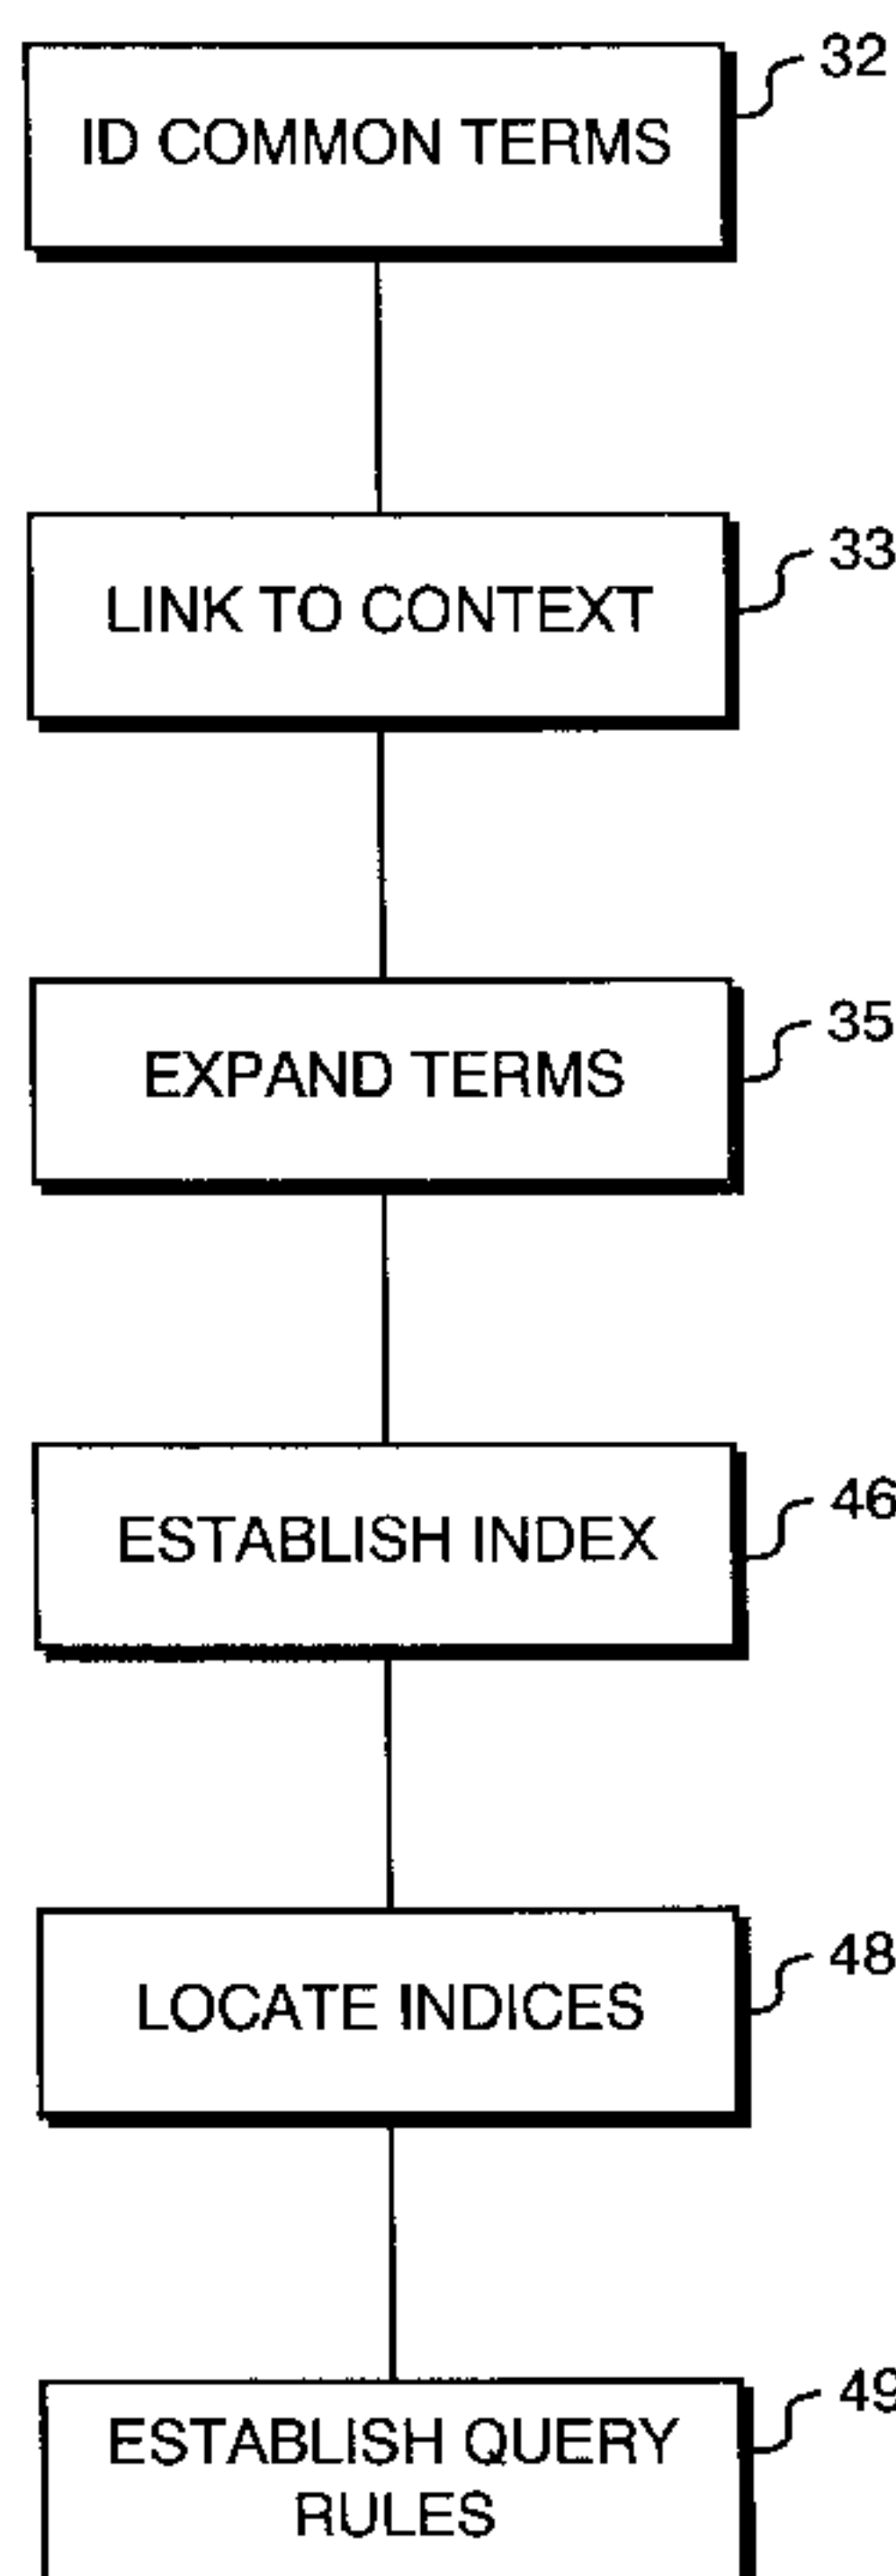 32
ID COMMON TERMS
33
LINK TO CONTEXT
35
EXPAND TERMS
46
ESTABLISH INDEX
48
LOCATE INDICES
49
ESTABLISH QUERY
RULES